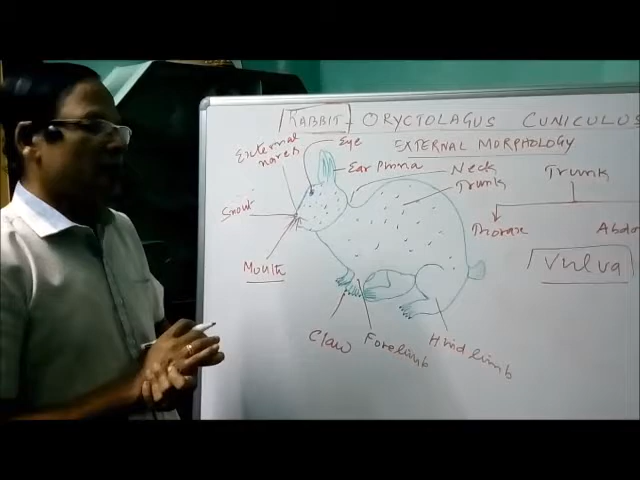 RABBIT - ORYCTOLAGUS CUNICULUS
EXTERNAL MORPHOLOGY
External nares
Eye
Ear Pinna
Neck
Trunk
Trunk
Snout
Thorax
Abdo
Vulva
Mouth
Claw
Forelimb
Hind limb